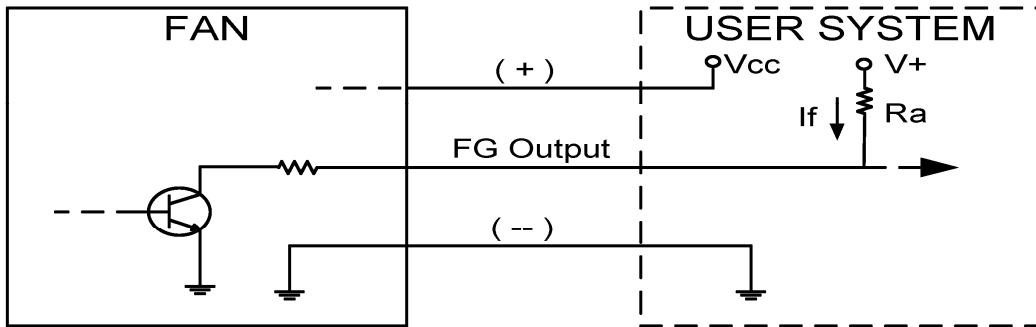 FAN
USER SYSTEM
( + )
Vcc
V+
If
Ra
FG Output
( -- )